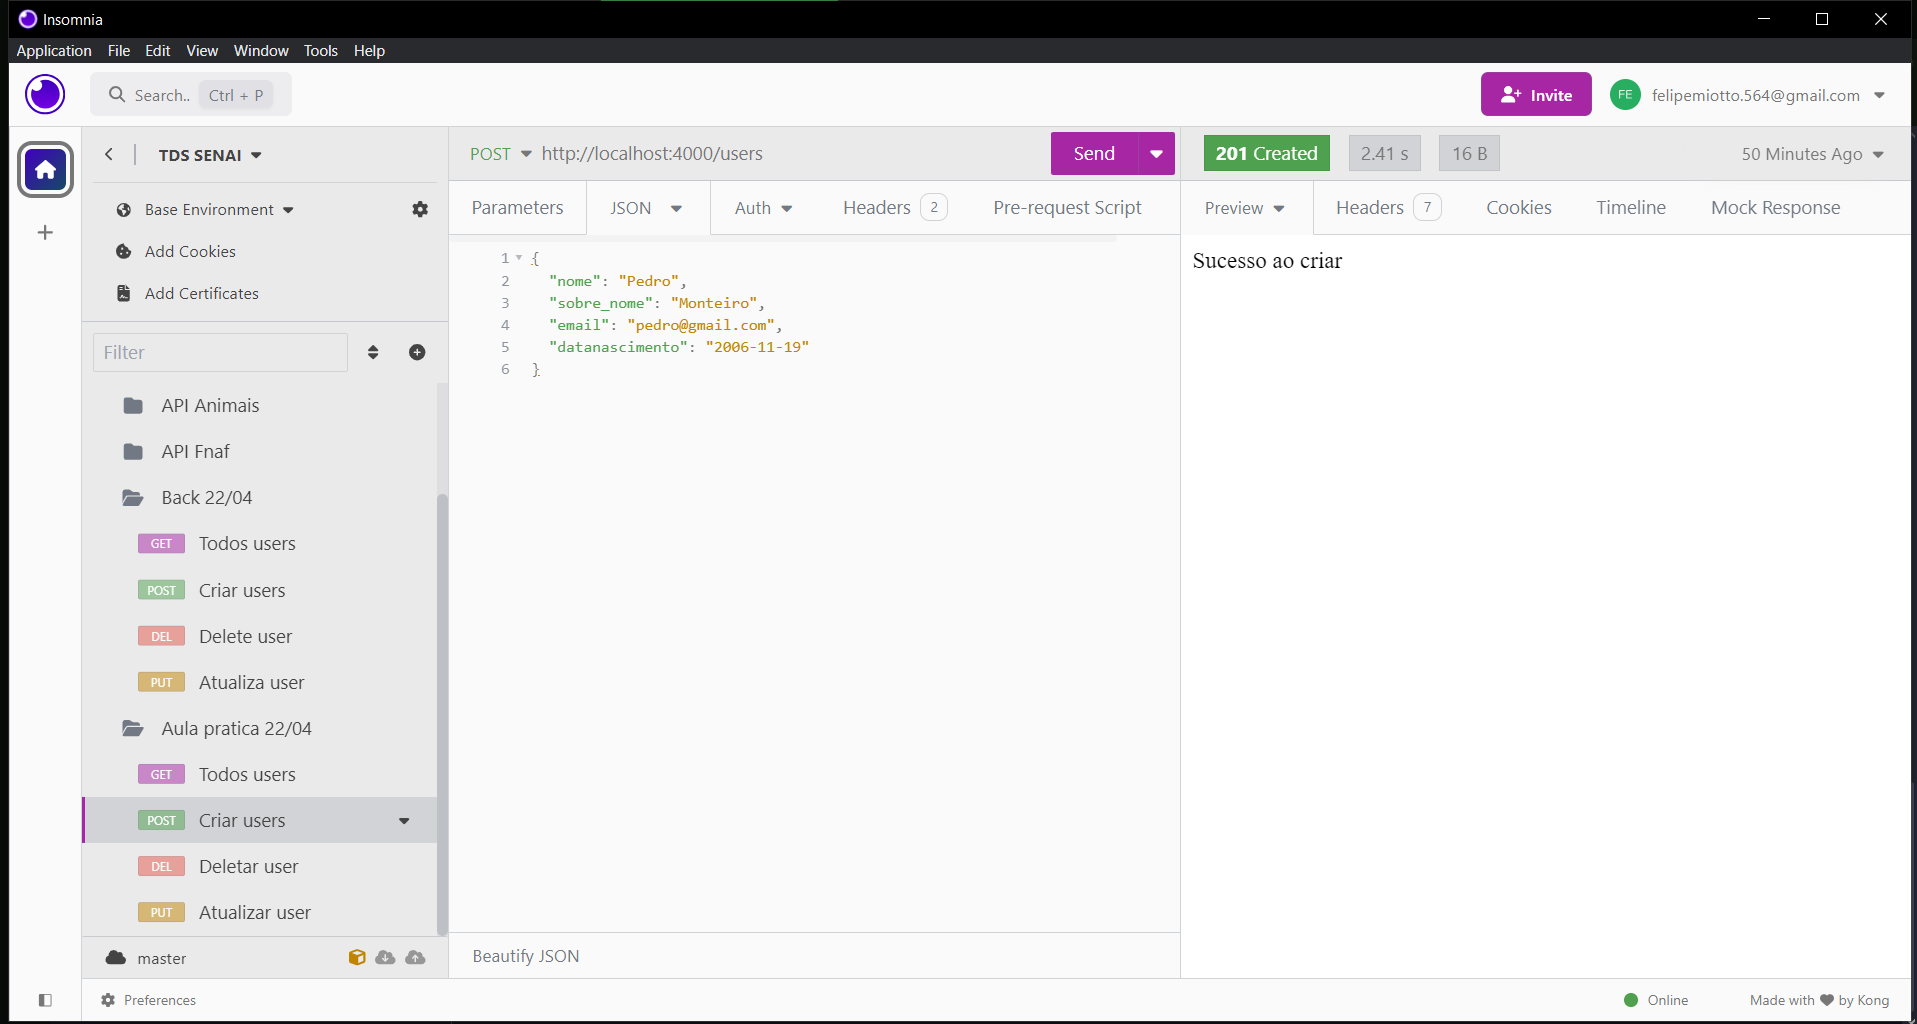 Insomnia
Application File Edit View Window Tools Help
Search.. Ctrl + P
Invite
FE felipemiotto.564@gmail.com
TDS SENAI
Base Environment
Add Cookies
Add Certificates
Filter
API Animais
API Fnaf
Back 22/04
GET Todos users
POST Criar users
DEL Delete user
PUT Atualiza user
Aula pratica 22/04
GET Todos users
POST Criar users
DEL Deletar user
PUT Atualizar user
master
POST http://localhost:4000/users
Send
Parameters JSON Auth Headers 2 Pre-request Script
1 {
2 "nome": "Pedro",
3 "sobre_nome": "Monteiro",
4 "email": "pedro@gmail.com",
5 "datanascimento": "2006-11-19"
6 }
Beautify JSON
201 Created 2.41 s 16 B 50 Minutes Ago
Preview Headers 7 Cookies Timeline Mock Response
Sucesso ao criar
Preferences
Online
Made with ❤ by Kong